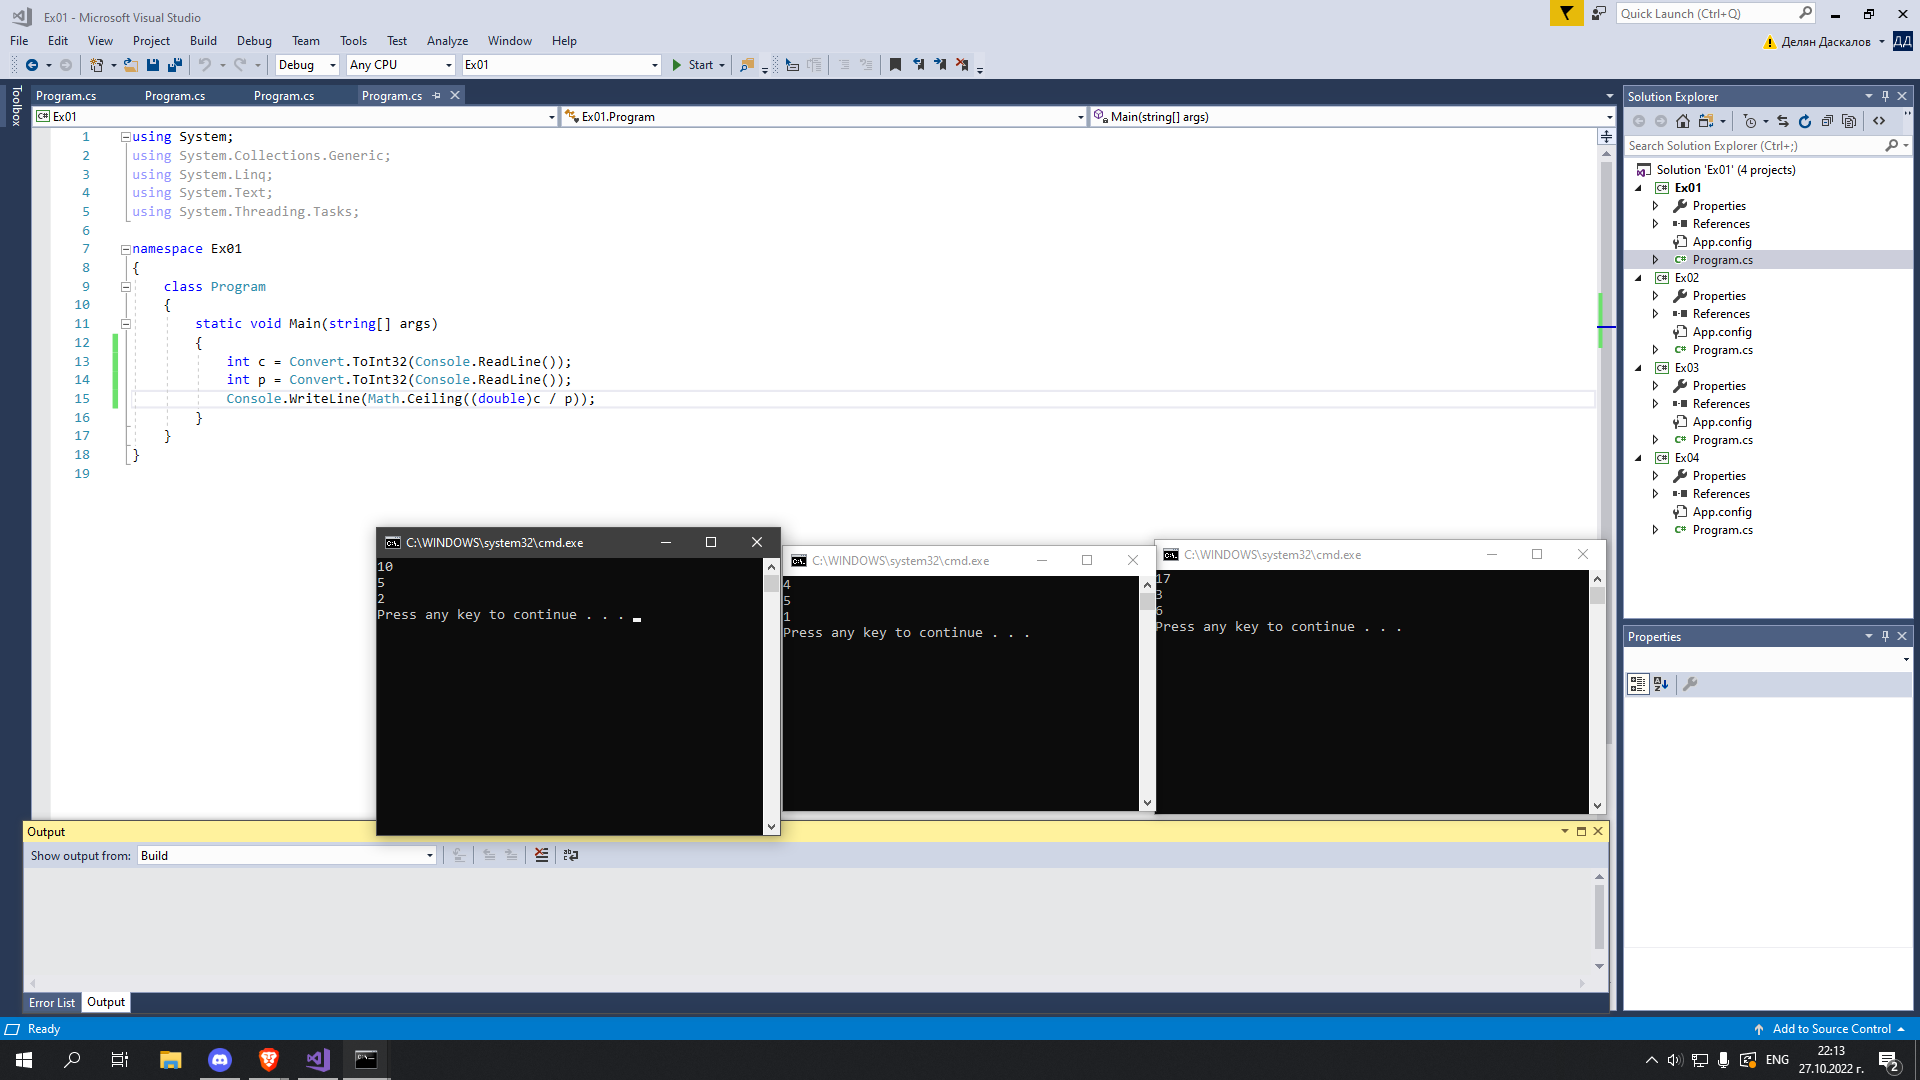 Ex01 - Microsoft Visual Studio
Quick Launch (Ctrl+Q)
File Edit View Project Build Debug Team Tools Test Analyze Window Help
Делян Даскалов ДД
Debug Any CPU Ex01 Start
Toolbox
Program.cs Program.cs Program.cs Program.cs
Ex01 Ex01.Program Main(string[] args)
1 using System;
2 using System.Collections.Generic;
3 using System.Linq;
4 using System.Text;
5 using System.Threading.Tasks;
6
7 namespace Ex01
8 {
9 class Program
10 {
11 static void Main(string[] args)
12 {
13 int c = Convert.ToInt32(Console.ReadLine());
14 int p = Convert.ToInt32(Console.ReadLine());
15 Console.WriteLine(Math.Ceiling((double)c / p));
16 }
17 }
18 }
19
C:\WINDOWS\system32\cmd.exe
10
5
2
Press any key to continue . . .
C:\WINDOWS\system32\cmd.exe
4
5
1
Press any key to continue . . .
C:\WINDOWS\system32\cmd.exe
17
3
6
Press any key to continue . . .
Output
Show output from: Build
Error List Output
Solution Explorer
Search Solution Explorer (Ctrl+;)
Solution 'Ex01' (4 projects)
Ex01
Properties
References
App.config
Program.cs
Ex02
Properties
References
App.config
Program.cs
Ex03
Properties
References
App.config
Program.cs
Ex04
Properties
References
App.config
Program.cs
Properties
Ready
Add to Source Control
ENG
22:13
27.10.2022 г.
2